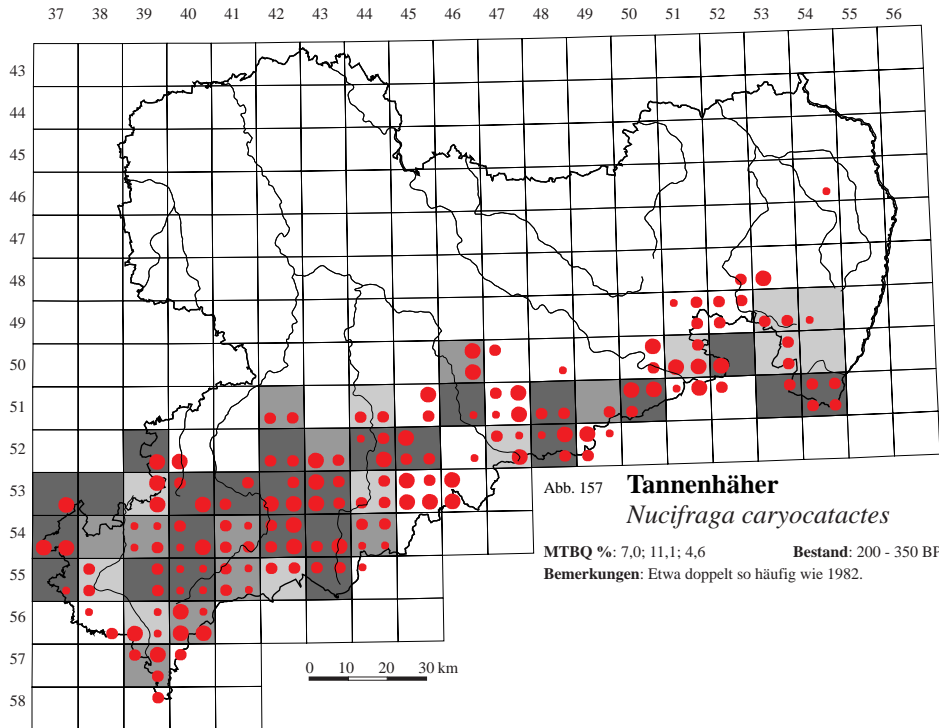 37 38 39 40 41 42 43 44 45 46 47 48 49 50 51 52 53 54 55 56
43
44
45
46
47
48
49
50
51
52
53
54
55
56
57
58
Abb. 157 Tannenhäher
Nucifraga caryocatactes
MTBQ %: 7,0; 11,1; 4,6 Bestand: 200 - 350 BP
Bemerkungen: Etwa doppelt so häufig wie 1982.
0 10 20 30 km